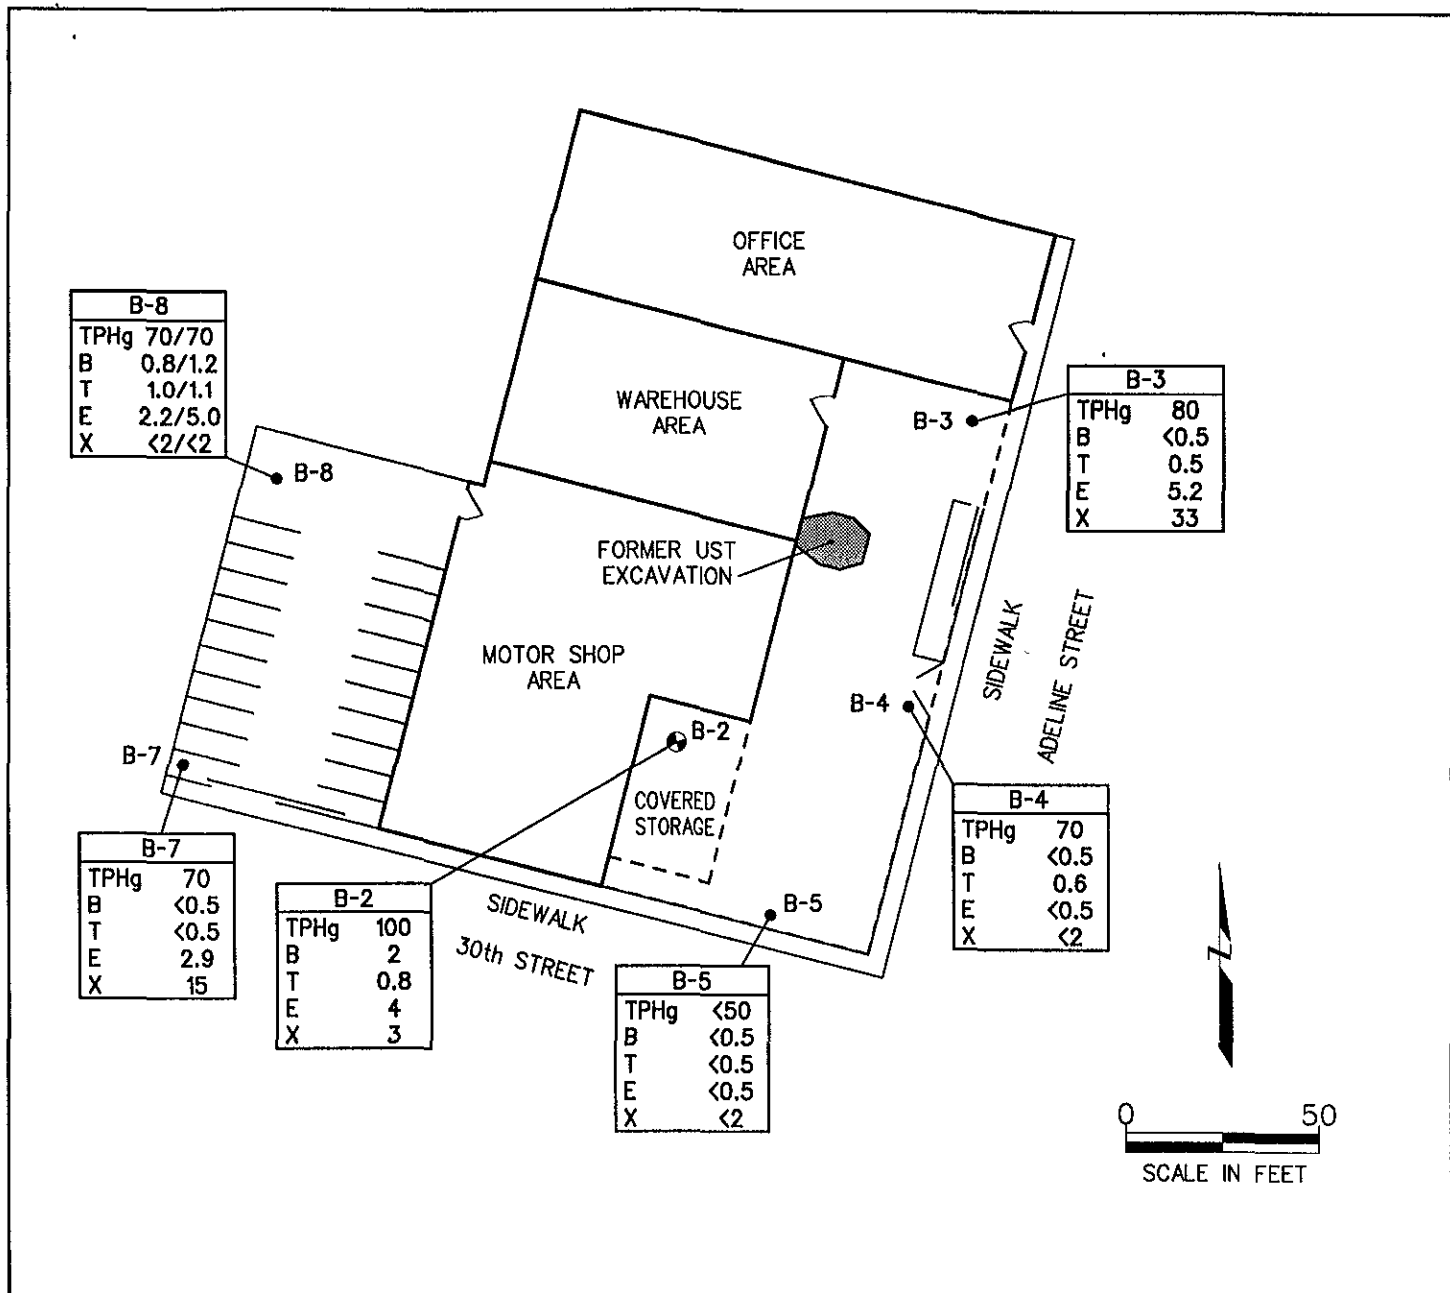 OFFICE
AREA
WAREHOUSE
AREA
B-8
TPHg 70/70
B 0.8/1.2
T 1.0/1.1
E 2.2/5.0
X <2/<2
B-8
B-3
B-3
TPHg 80
B <0.5
T 0.5
E 5.2
X 33
FORMER UST
EXCAVATION
MOTOR SHOP
AREA
SIDEWALK
ADELINE STREET
B-4
B-2
B-7
COVERED
STORAGE
B-4
TPHg 70
B <0.5
T 0.6
E <0.5
X <2
B-7
TPHg 70
B <0.5
T <0.5
E 2.9
X 15
B-2
TPHg 100
B 2
T 0.8
E 4
X 3
SIDEWALK
30th STREET
B-5
B-5
TPHg <50
B <0.5
T <0.5
E <0.5
X <2
Z
0 50
SCALE IN FEET